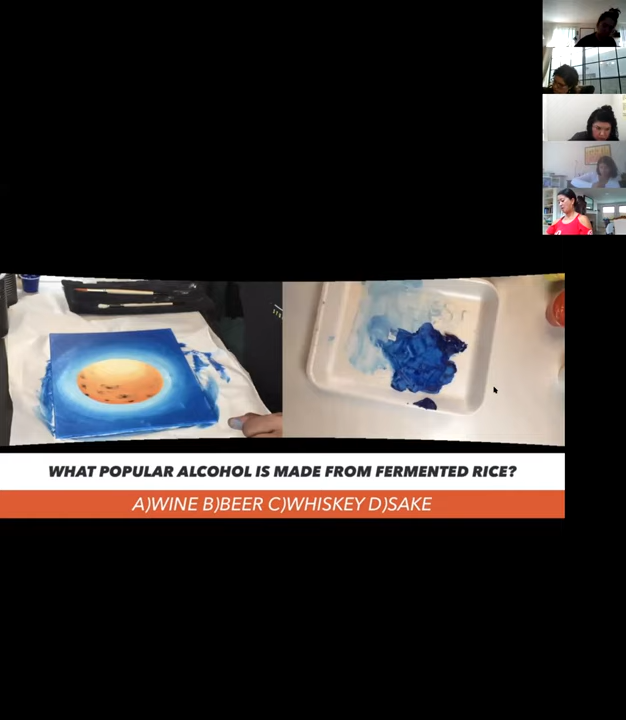 WHAT POPULAR ALCOHOL IS MADE FROM FERMENTED RICE?
A)WINE B)BEER C)WHISKEY D)SAKE